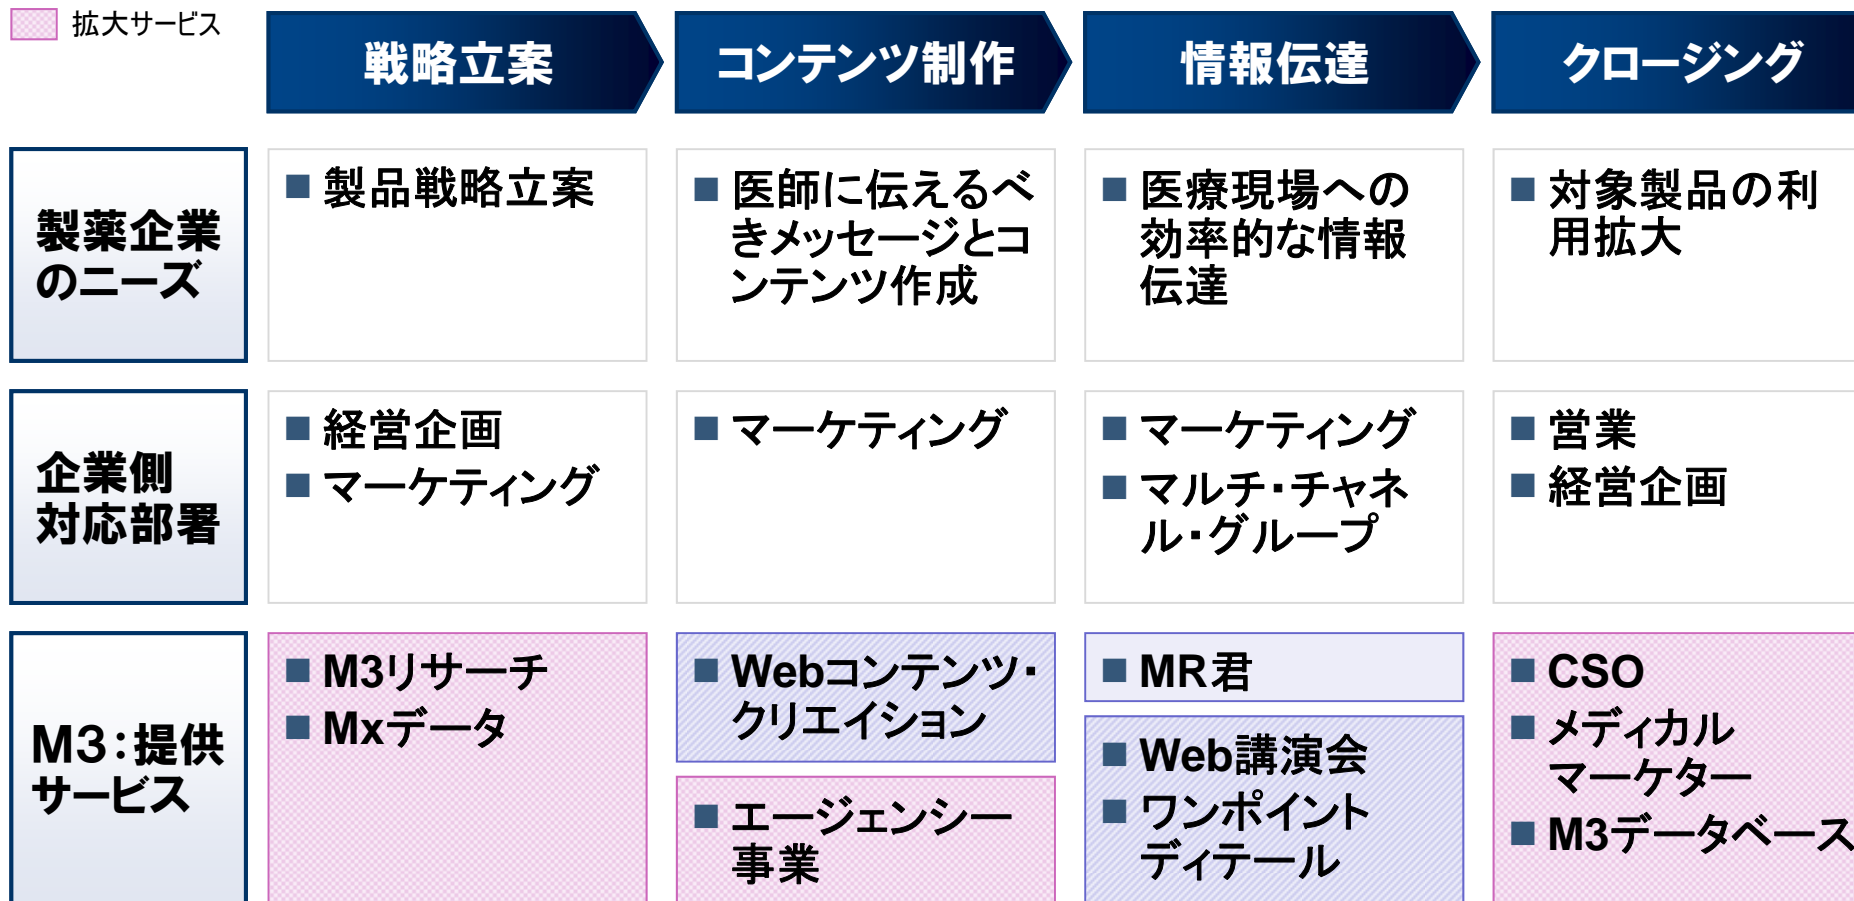 拡大サービス
戦略立案
コンテンツ制作
情報伝達
クロージング
製薬企業
のニーズ
■ 製品戦略立案
■ 医師に伝えるべ
きメッセージとコ
ンテンツ作成
■ 医療現場への
効率的な情報
伝達
■ 対象製品の利
用拡大
企業側
対応部署
■ 経営企画
■ マーケティング
■ マーケティング
■ マーケティング
■ マルチ・チャネ
ル・グループ
■ 営業
■ 経営企画
M3:提供
サービス
■ M3リサーチ
■ Mxデータ
■ Webコンテンツ・
クリエイション
■ エージェンシー
事業
■ MR君
■ Web講演会
■ ワンポイント
ディテール
■ CSO
■ メディカル
マーケター
■ M3データベース